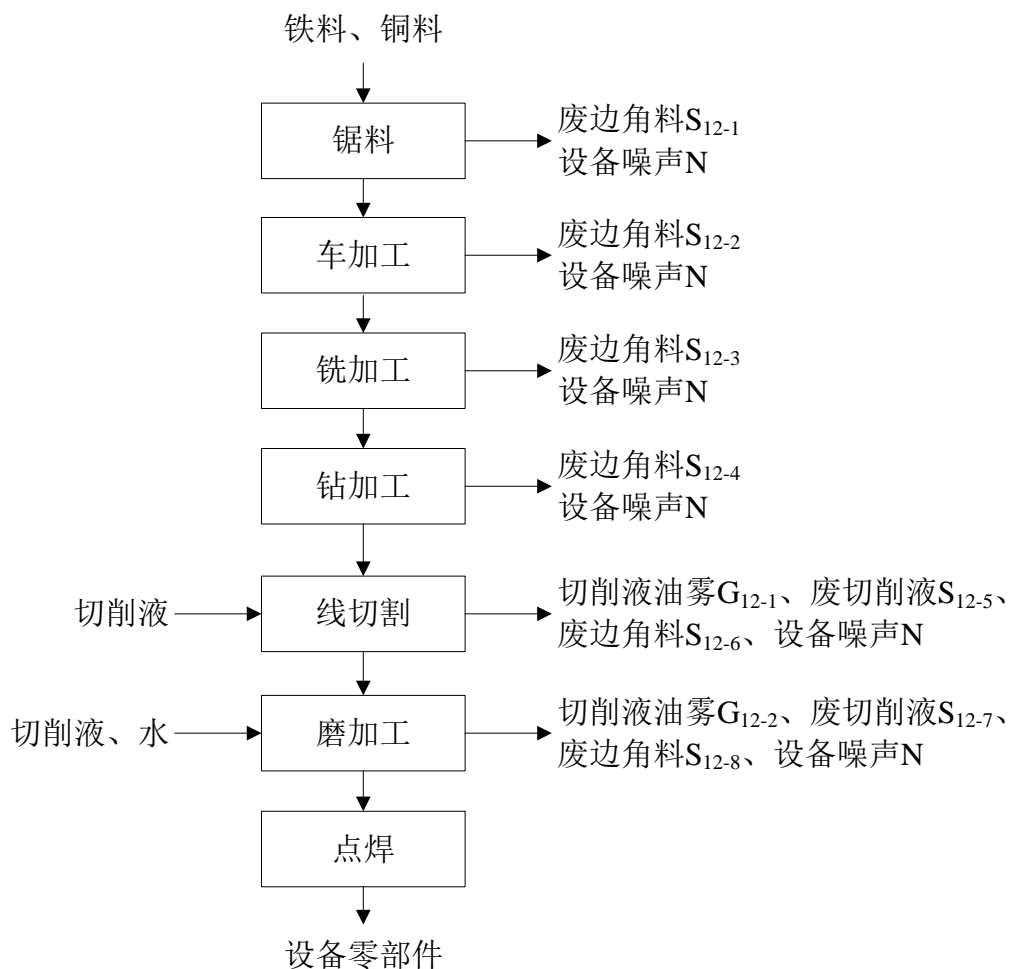 铁料、铜料
锯料
废边角料S12-1
设备噪声N
车加工
废边角料S12-2
设备噪声N
铣加工
废边角料S12-3
设备噪声N
钻加工
废边角料S12-4
设备噪声N
切削液
线切割
切削液油雾G12-1、废切削液S12-5、
废边角料S12-6、设备噪声N
切削液、水
磨加工
切削液油雾G12-2、废切削液S12-7、
废边角料S12-8、设备噪声N
点焊
设备零部件